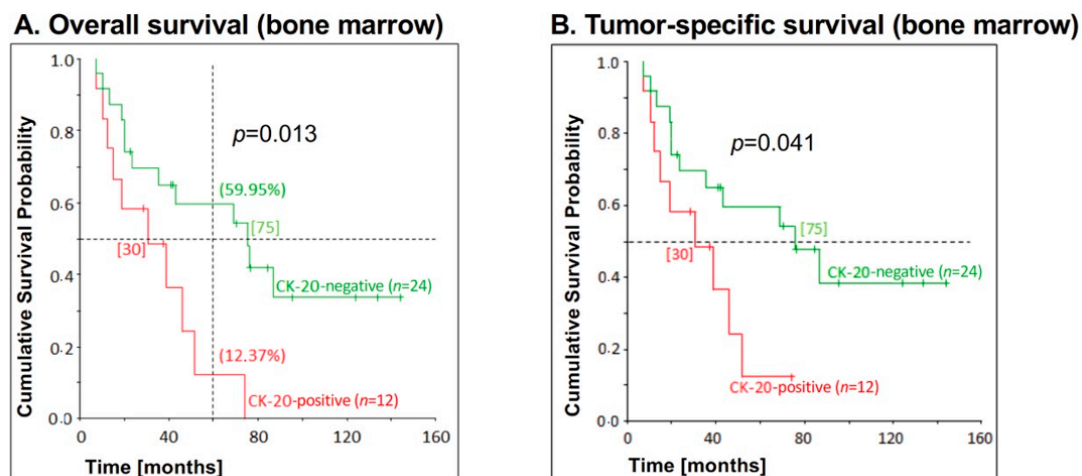 A. Overall survival (bone marrow)
Cumulative Survival Probability
1.0
0.8
0.6
0.4
0.2
0.0
p=0.013
(59.95%)
[75]
[30]
CK-20-negative (n=24)
(12.37%)
CK-20-positive (n=12)
0
40
80
120
160
Time [months]
B. Tumor-specific survival (bone marrow)
Cumulative Survival Probability
1.0
0.8
0.6
0.4
0.2
0.0
p=0.041
[75]
[30]
CK-20-negative (n=24)
CK-20-positive (n=12)
0
40
80
120
160
Time [months]